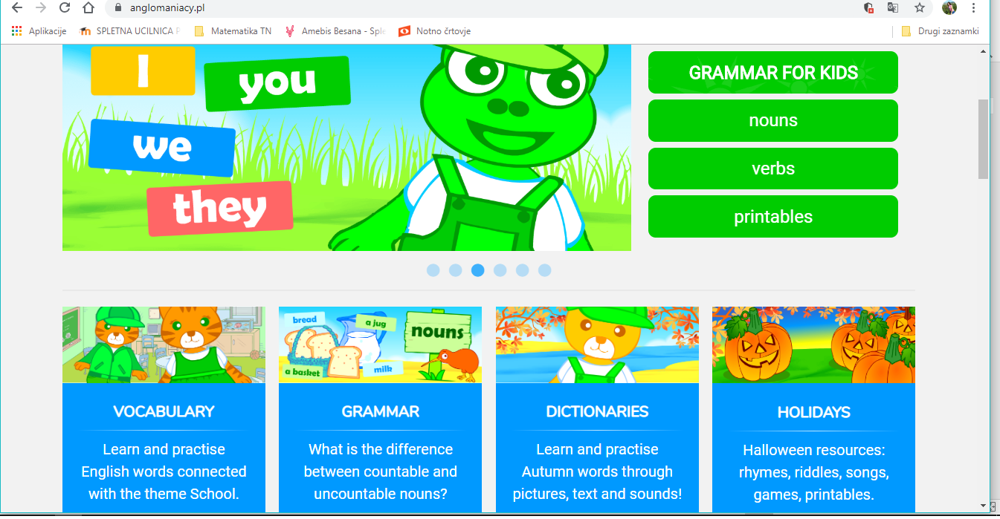 anglomaniacy.pl
Aplikacije
SPLETNA UCILNICA
Matematika TN
Amebis Besana - Sple
Notno črtovje
Drugi zaznamki
I
you
we
they
GRAMMAR FOR KIDS
nouns
verbs
printables
bread
a jug
nouns
a basket
milk
VOCABULARY
Learn and practise
English words connected
with the theme School.
GRAMMAR
What is the difference
between countable and
uncountable nouns?
DICTIONARIES
Learn and practise
Autumn words through
pictures, text and sounds!
HOLIDAYS
Halloween resources:
rhymes, riddles, songs,
games, printables.